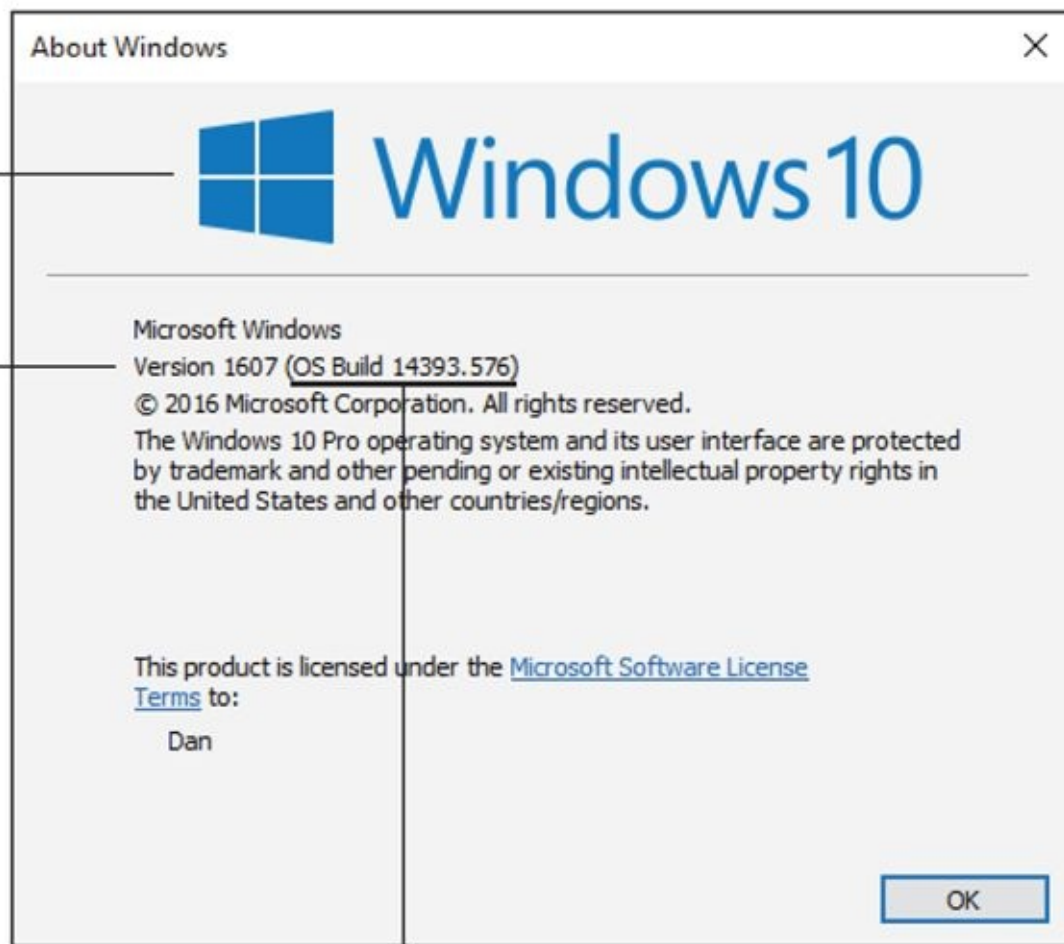 About Windows
Windows 10
Microsoft Windows
Version 1607 (OS Build 14393.576)
© 2016 Microsoft Corporation. All rights reserved.
The Windows 10 Pro operating system and its user interface are protected
by trademark and other pending or existing intellectual property rights in
the United States and other countries/regions.
This product is licensed under the Microsoft Software License
Terms to:
Dan
OK